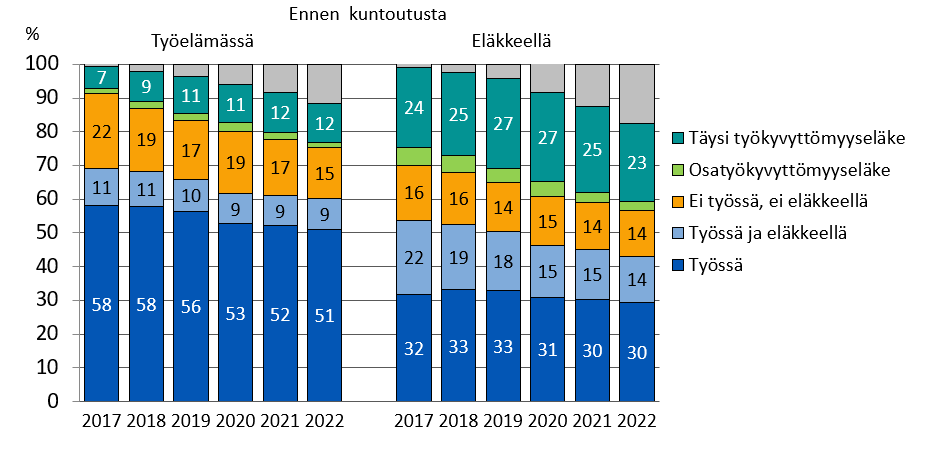 Ennen kuntoutusta
%
Työelämässä Eläkkeellä
100
90
80
70
60
50
40
30
20
10
0
7 9 11 11 12 12
22 19 17 19 17 15
11 11 10 9 9 9
58 58 56 53 52 51
24 25 27 27 25 23
16 16 14 15 14 14
22 19 18 15 15 14
32 33 33 31 30 30
2017 2018 2019 2020 2021 2022 2017 2018 2019 2020 2021 2022
Täysi työkyvyttömyyseläke
Osatyökyvyttömyyseläke
Ei työssä, ei eläkkeellä
Työssä ja eläkkeellä
Työssä